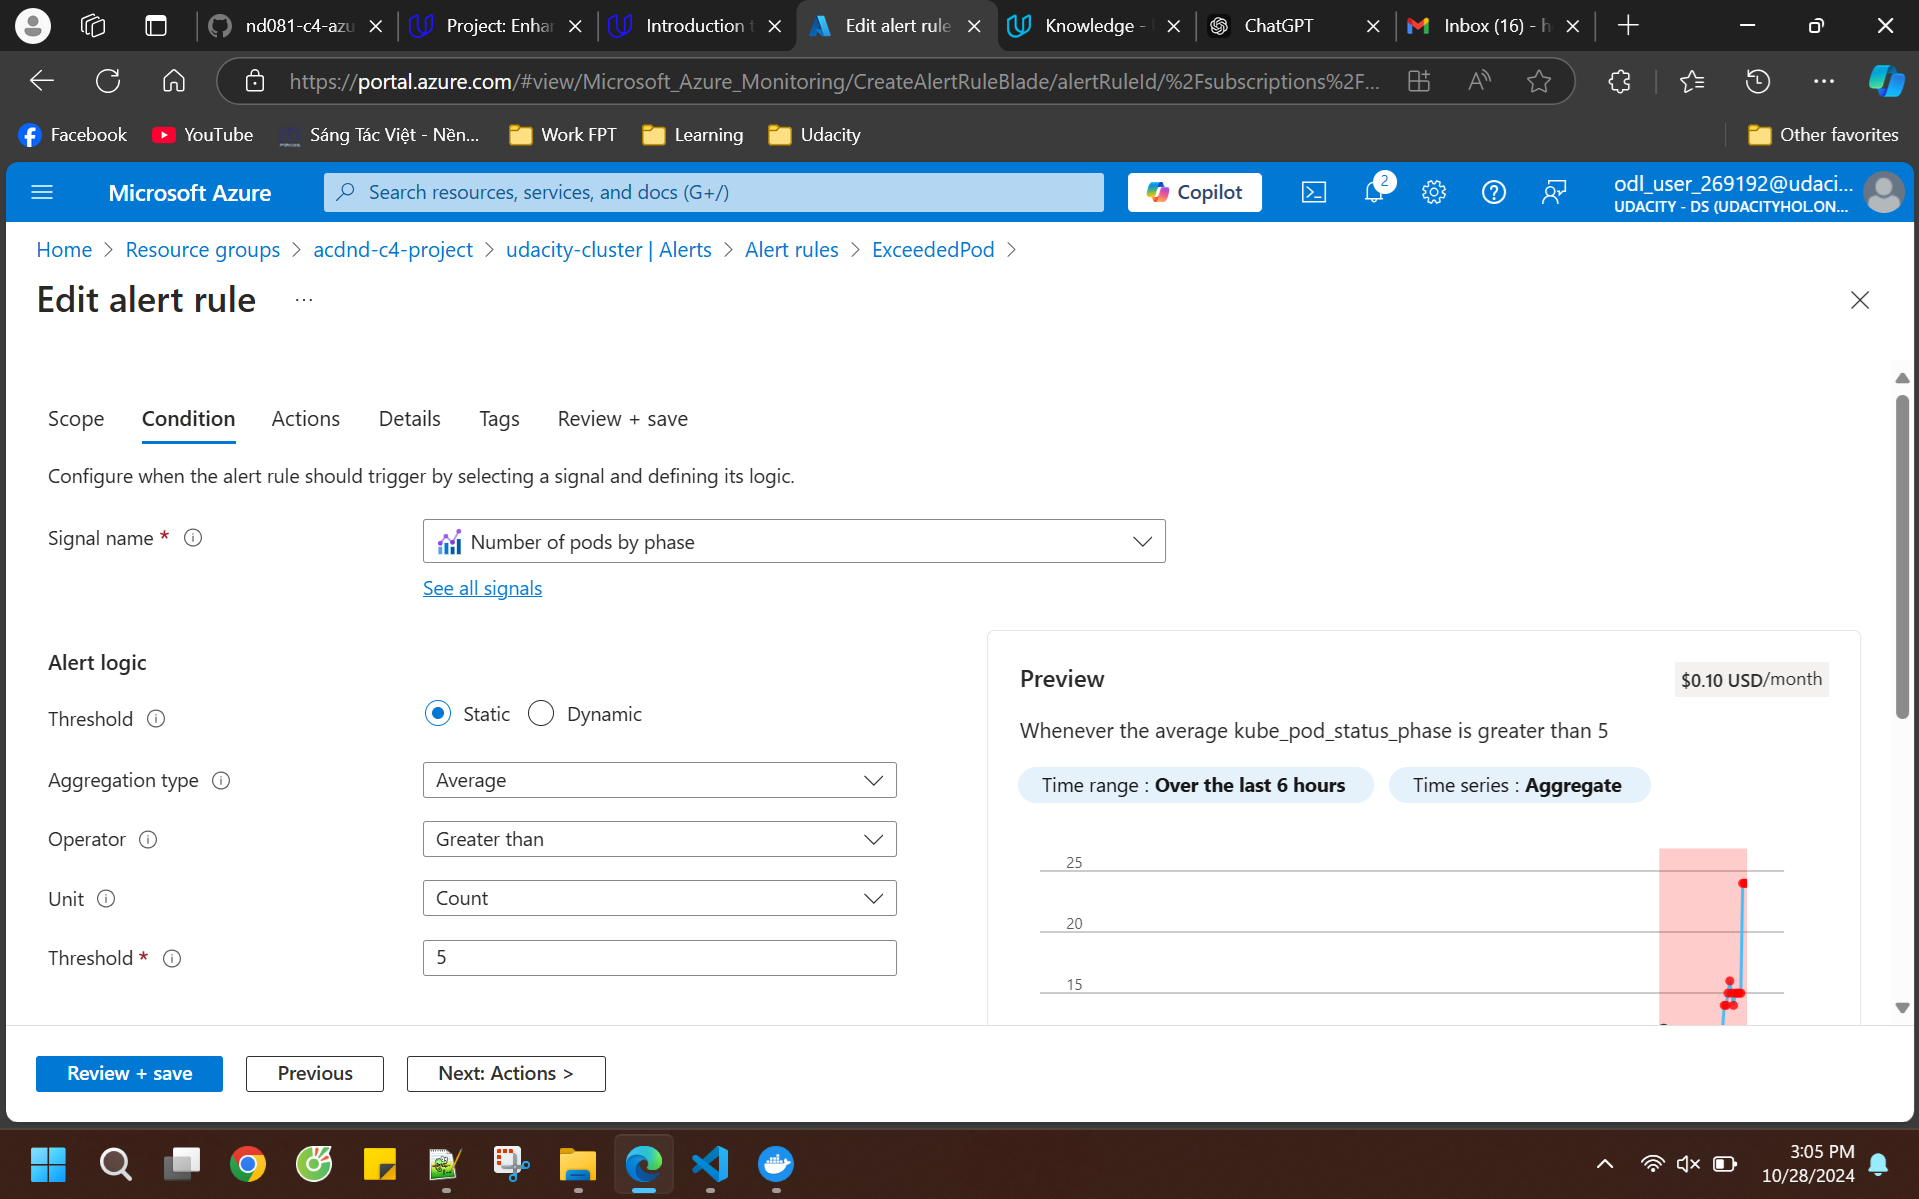 nd081-c4-azu
Project: Enhan
Introduction t
Edit alert rule
Knowledge -
ChatGPT
Inbox (16) - h
https://portal.azure.com/#view/Microsoft_Azure_Monitoring/CreateAlertRuleBlade/alertRuleId/%2Fsubscriptions%2F...
Facebook
YouTube
Sáng Tác Việt - Nền...
Work FPT
Learning
Udacity
Other favorites
Microsoft Azure
Search resources, services, and docs (G+/)
Copilot
2
odl_user_269192@udaci...
UDACITY - DS (UDACITYHOL.ON...
Home > Resource groups > acdnd-c4-project > udacity-cluster | Alerts > Alert rules > ExceededPod >
Edit alert rule ...
Scope Condition Actions Details Tags Review + save
Configure when the alert rule should trigger by selecting a signal and defining its logic.
Signal name *
Number of pods by phase
See all signals
Alert logic
Threshold
Static
Dynamic
Aggregation type
Average
Operator
Greater than
Unit
Count
Threshold *
5
Preview
$0.10 USD/month
Whenever the average kube_pod_status_phase is greater than 5
Time range : Over the last 6 hours
Time series : Aggregate
25
20
15
Review + save
Previous
Next: Actions >
3:05 PM
10/28/2024